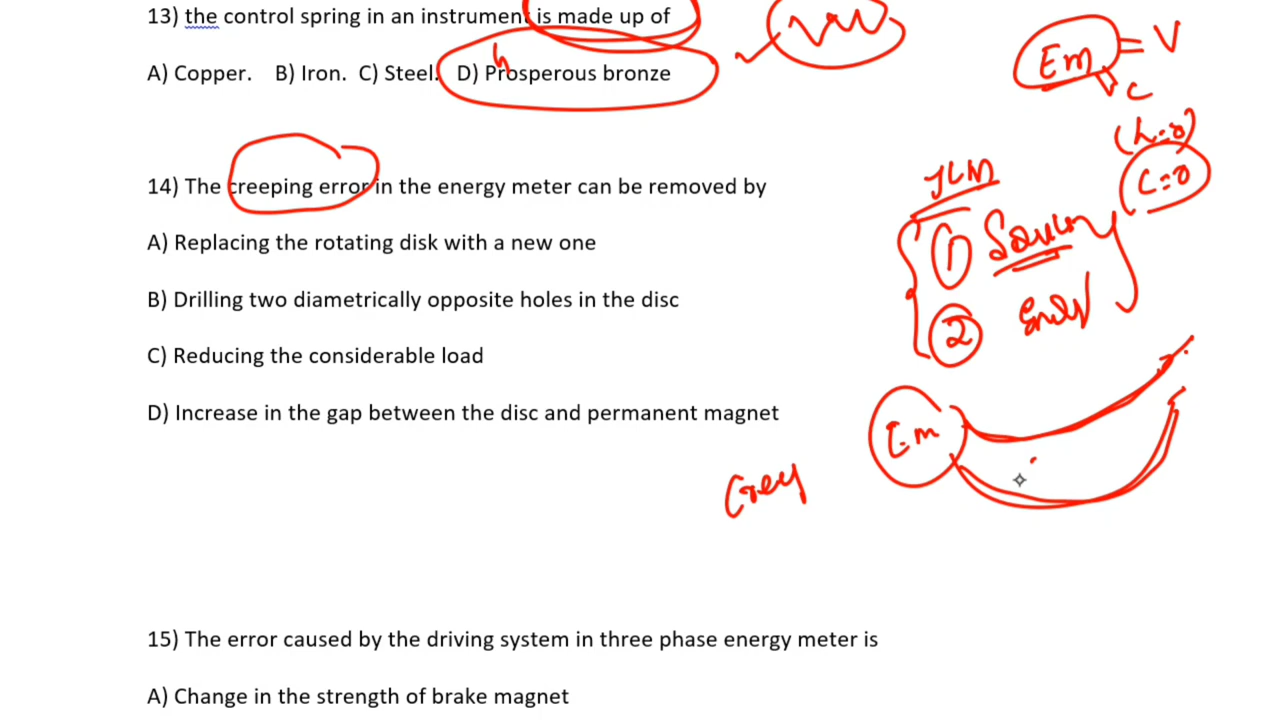 13) the control spring in an instrument is made up of
A) Copper. B) Iron. C) Steel. D) Prosperous bronze
h
Em = V
C
(L=0)
C=0
14) The creeping error in the energy meter can be removed by
A) Replacing the rotating disk with a new one
B) Drilling two diametrically opposite holes in the disc
C) Reducing the considerable load
D) Increase in the gap between the disc and permanent magnet
1
2
Em
15) The error caused by the driving system in three phase energy meter is
A) Change in the strength of brake magnet